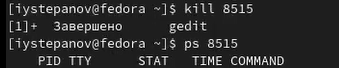 [iystepanov@fedora ~]$ kill 8515
[1]+  Завершено      gedit
[iystepanov@fedora ~]$ ps 8515
    PID TTY      STAT   TIME COMMAND